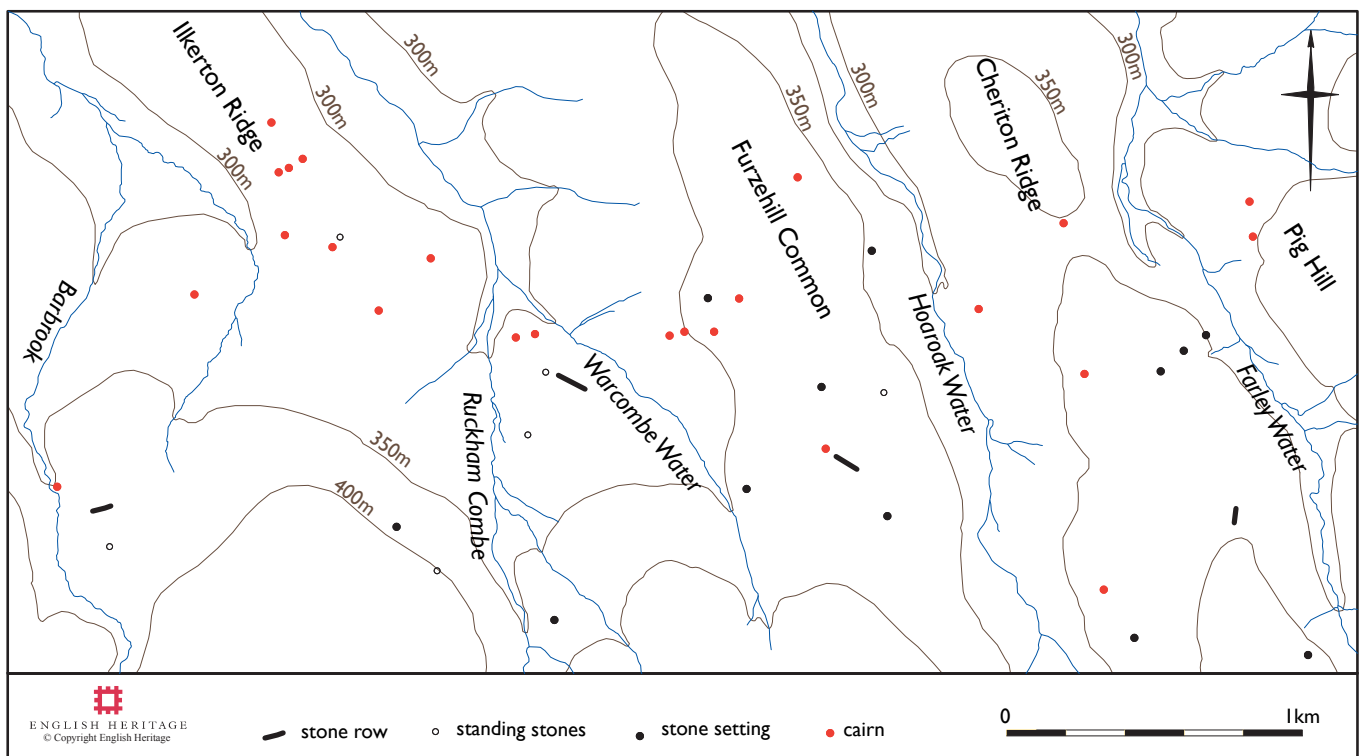 Ilkerton Ridge
300m
300m
300m
350m
300m
Cheriton Ridge
350m
300m
Furzehill Common
Pig Hill
Barbrook
Hoaroak Water
Warcombe Water
Farley Water
Ruckham Combe
350m
400m
ENGLISH HERITAGE
© Copyright English Heritage
stone row
standing stones
stone setting
cairn
0
1km